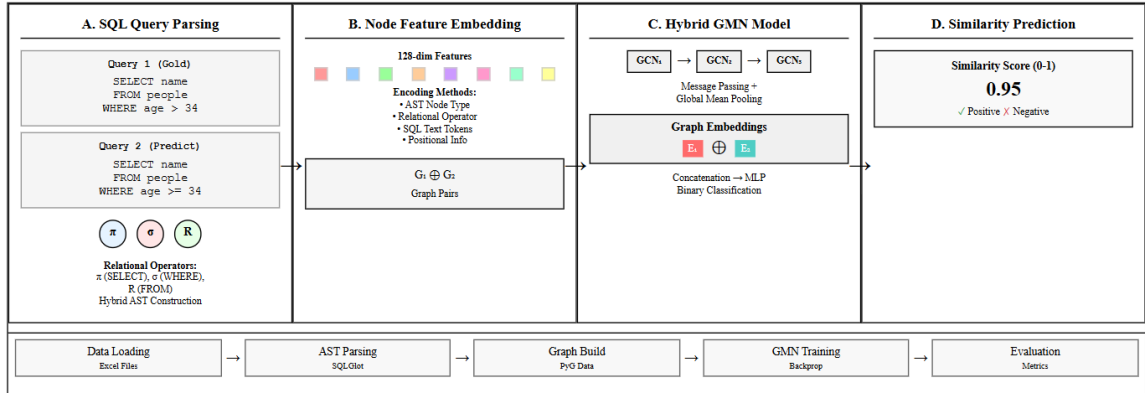 A. SQL Query Parsing
Query 1 (Gold)
SELECT name
FROM people
WHERE age > 34
Query 2 (Predict)
SELECT name
FROM people
WHERE age >= 34
π
σ
R
Relational Operators:
π (SELECT), σ (WHERE),
R (FROM)
Hybrid AST Construction
→
B. Node Feature Embedding
128-dim Features
Encoding Methods:
• AST Node Type
• Relational Operator
• SQL Text Tokens
• Positional Info
G₁ ⊕ G₂
Graph Pairs
→
C. Hybrid GMN Model
GCN₁ → GCN₂ → GCN₃
Message Passing +
Global Mean Pooling
Graph Embeddings
E₁ ⊕ E₂
Concatenation → MLP
Binary Classification
→
D. Similarity Prediction
Similarity Score (0-1)
0.95
✓ Positive ✗ Negative
Data Loading
Excel Files
→
AST Parsing
SQLGlot
→
Graph Build
PyG Data
→
GMN Training
Backprop
→
Evaluation
Metrics